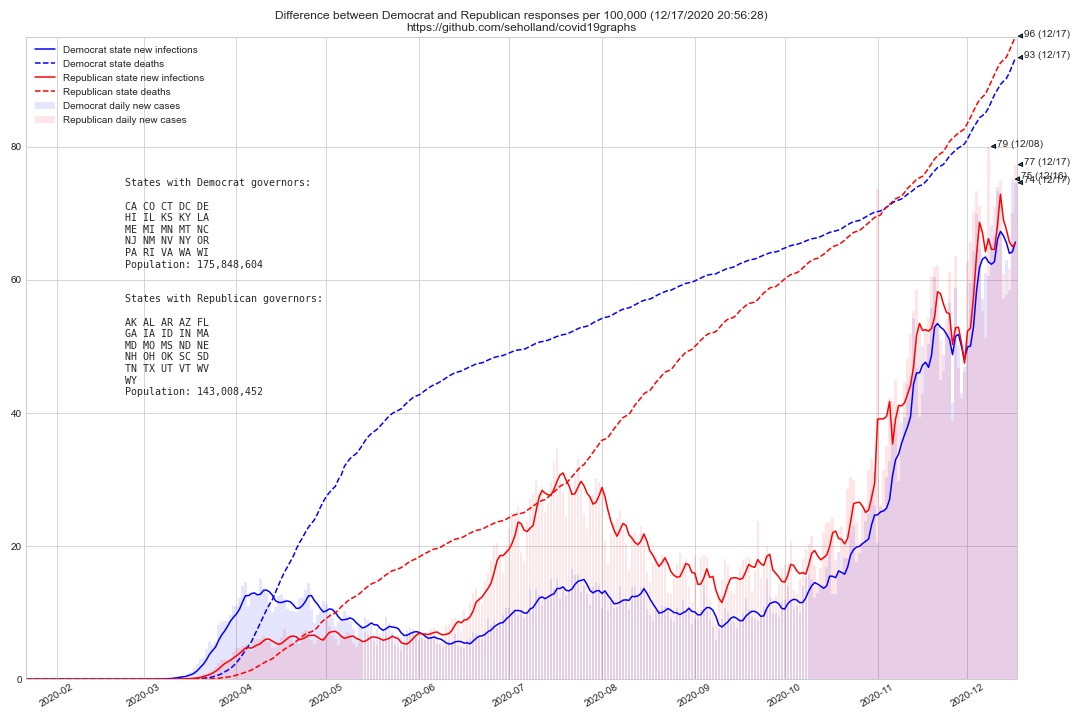 Difference between Democrat and Republican responses per 100,000 (12/17/2020 20:56:28)
https://github.com/seholland/covid19graphs
Democrat state new infections
Democrat state deaths
Republican state new infections
Republican state deaths
Democrat daily new cases
Republican daily new cases
96 (12/17)
93 (12/17)
79 (12/08)
77 (12/17)
75 (12/16)
74 (12/17)
States with Democrat governors:
CA CO CT DC DE
HI IL KS KY LA
ME MI MN MT NC
NJ NM NV NY OR
PA RI VA WA WI
Population: 175,848,604
States with Republican governors:
AK AL AR AZ FL
GA IA ID IN MA
MD MO MS ND NE
NH OH OK SC SD
TN TX UT VT WV
WY
Population: 143,008,452
80
60
40
20
0
2020-02
2020-03
2020-04
2020-05
2020-06
2020-07
2020-08
2020-09
2020-10
2020-11
2020-12